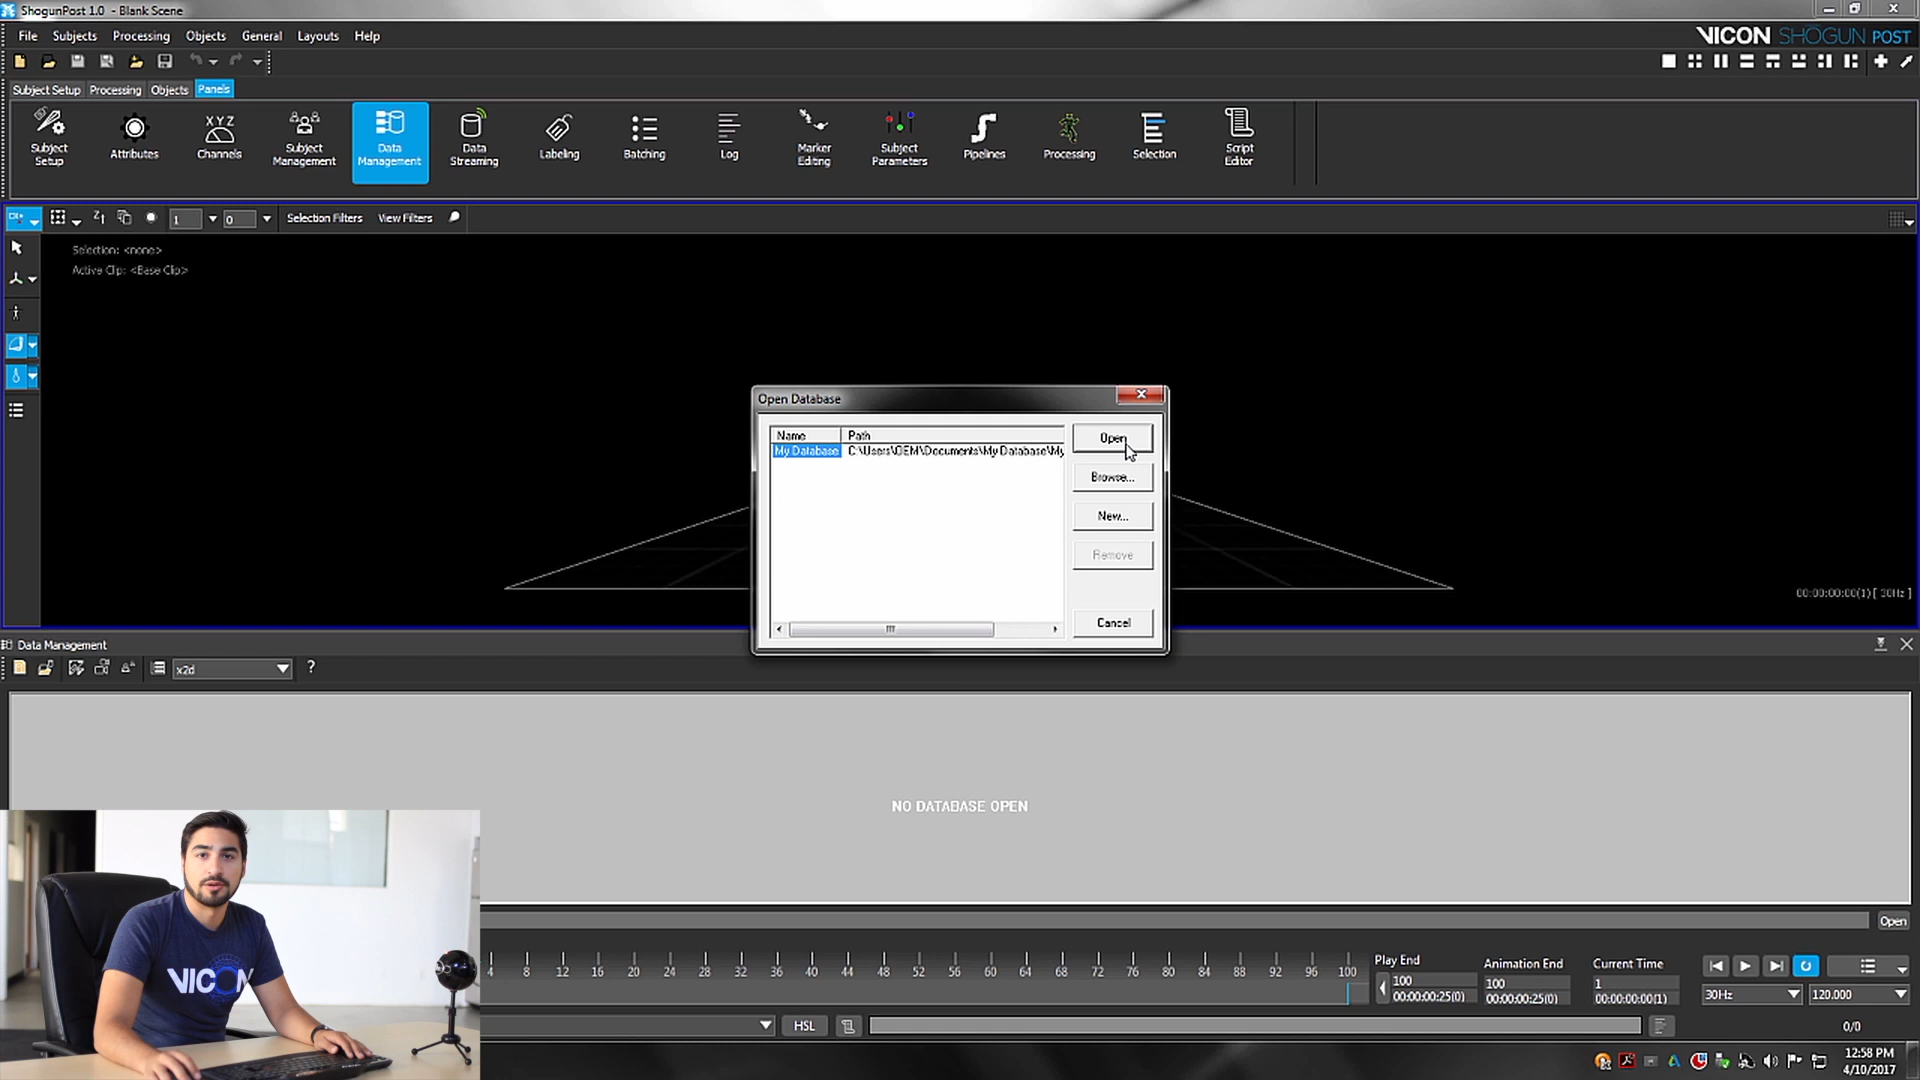 ShogunPost 1.0 - Blank Scene
File Subjects Processing Objects General Layouts Help
VICON SHOGUN POST
Subject Setup Processing Objects Panels
Subject Setup
Attributes
XYZ
Channels
Subject Management
Data Management
Data Streaming
Labeling
Batching
Log
Marker Editing
Subject Parameters
Pipelines
Processing
Selection
Script Editor
1 0 Selection Filters View Filters
Selection: <none>
Active Clip: <Base Clip>
Open Database
Name Path
My Database C:\Users\OEM\Documents\My Database\My
Open
Browse...
New...
Remove
Cancel
00:00:00:00(1) [ 30Hz ]
Data Management
x2d ?
NO DATABASE OPEN
Open
VICON
4 8 12 16 20 24 28 32 36 40 44 48 52 56 60 64 68 72 76 80 84 88 92 96 100
Play End
100
00:00:00:25(0)
Animation End
100
00:00:00:25(0)
Current Time
1
00:00:00:00(1)
30Hz 120.000
HSL
0/0
12:58 PM
4/10/2017